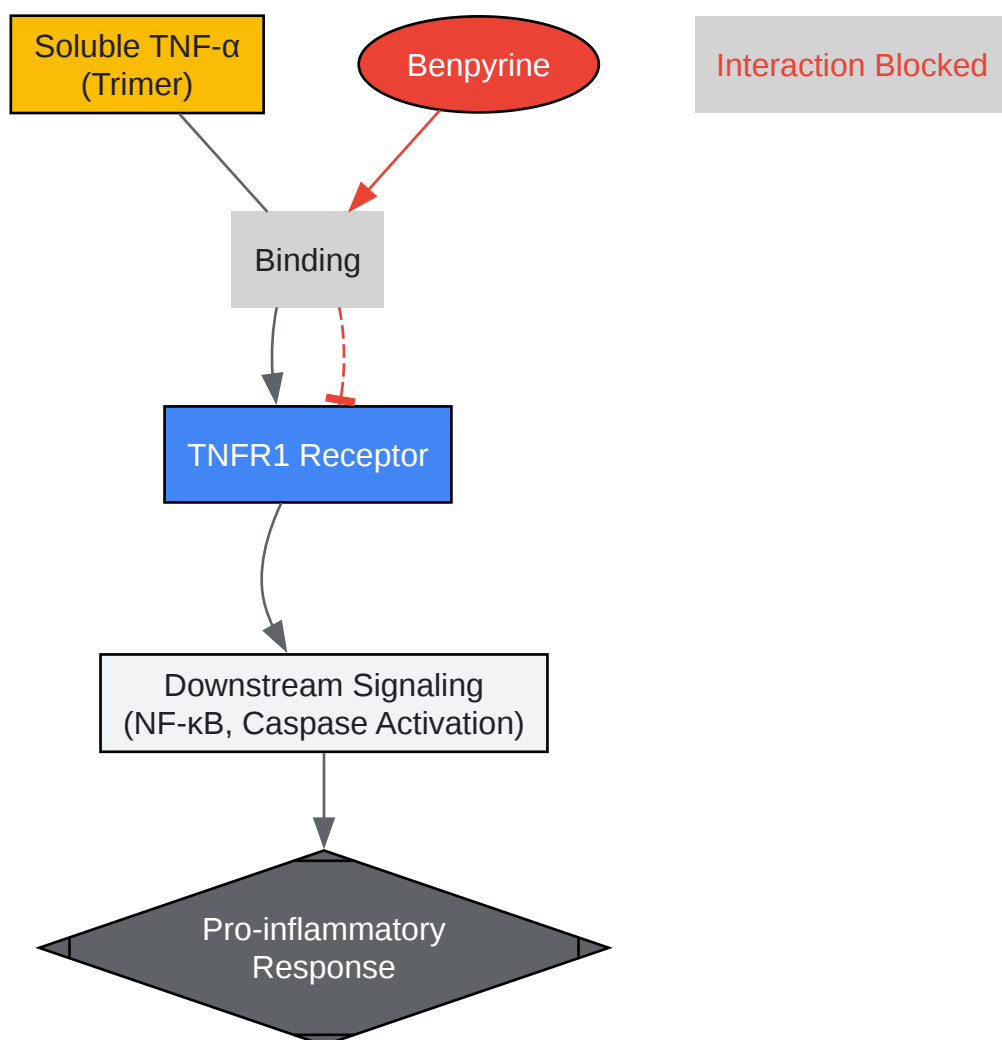 Soluble TNF-α
(Trimer)
Benpyrine
Interaction Blocked
Binding
TNFR1 Receptor
Downstream Signaling
(NF-κB, Caspase Activation)
Pro-inflammatory
Response